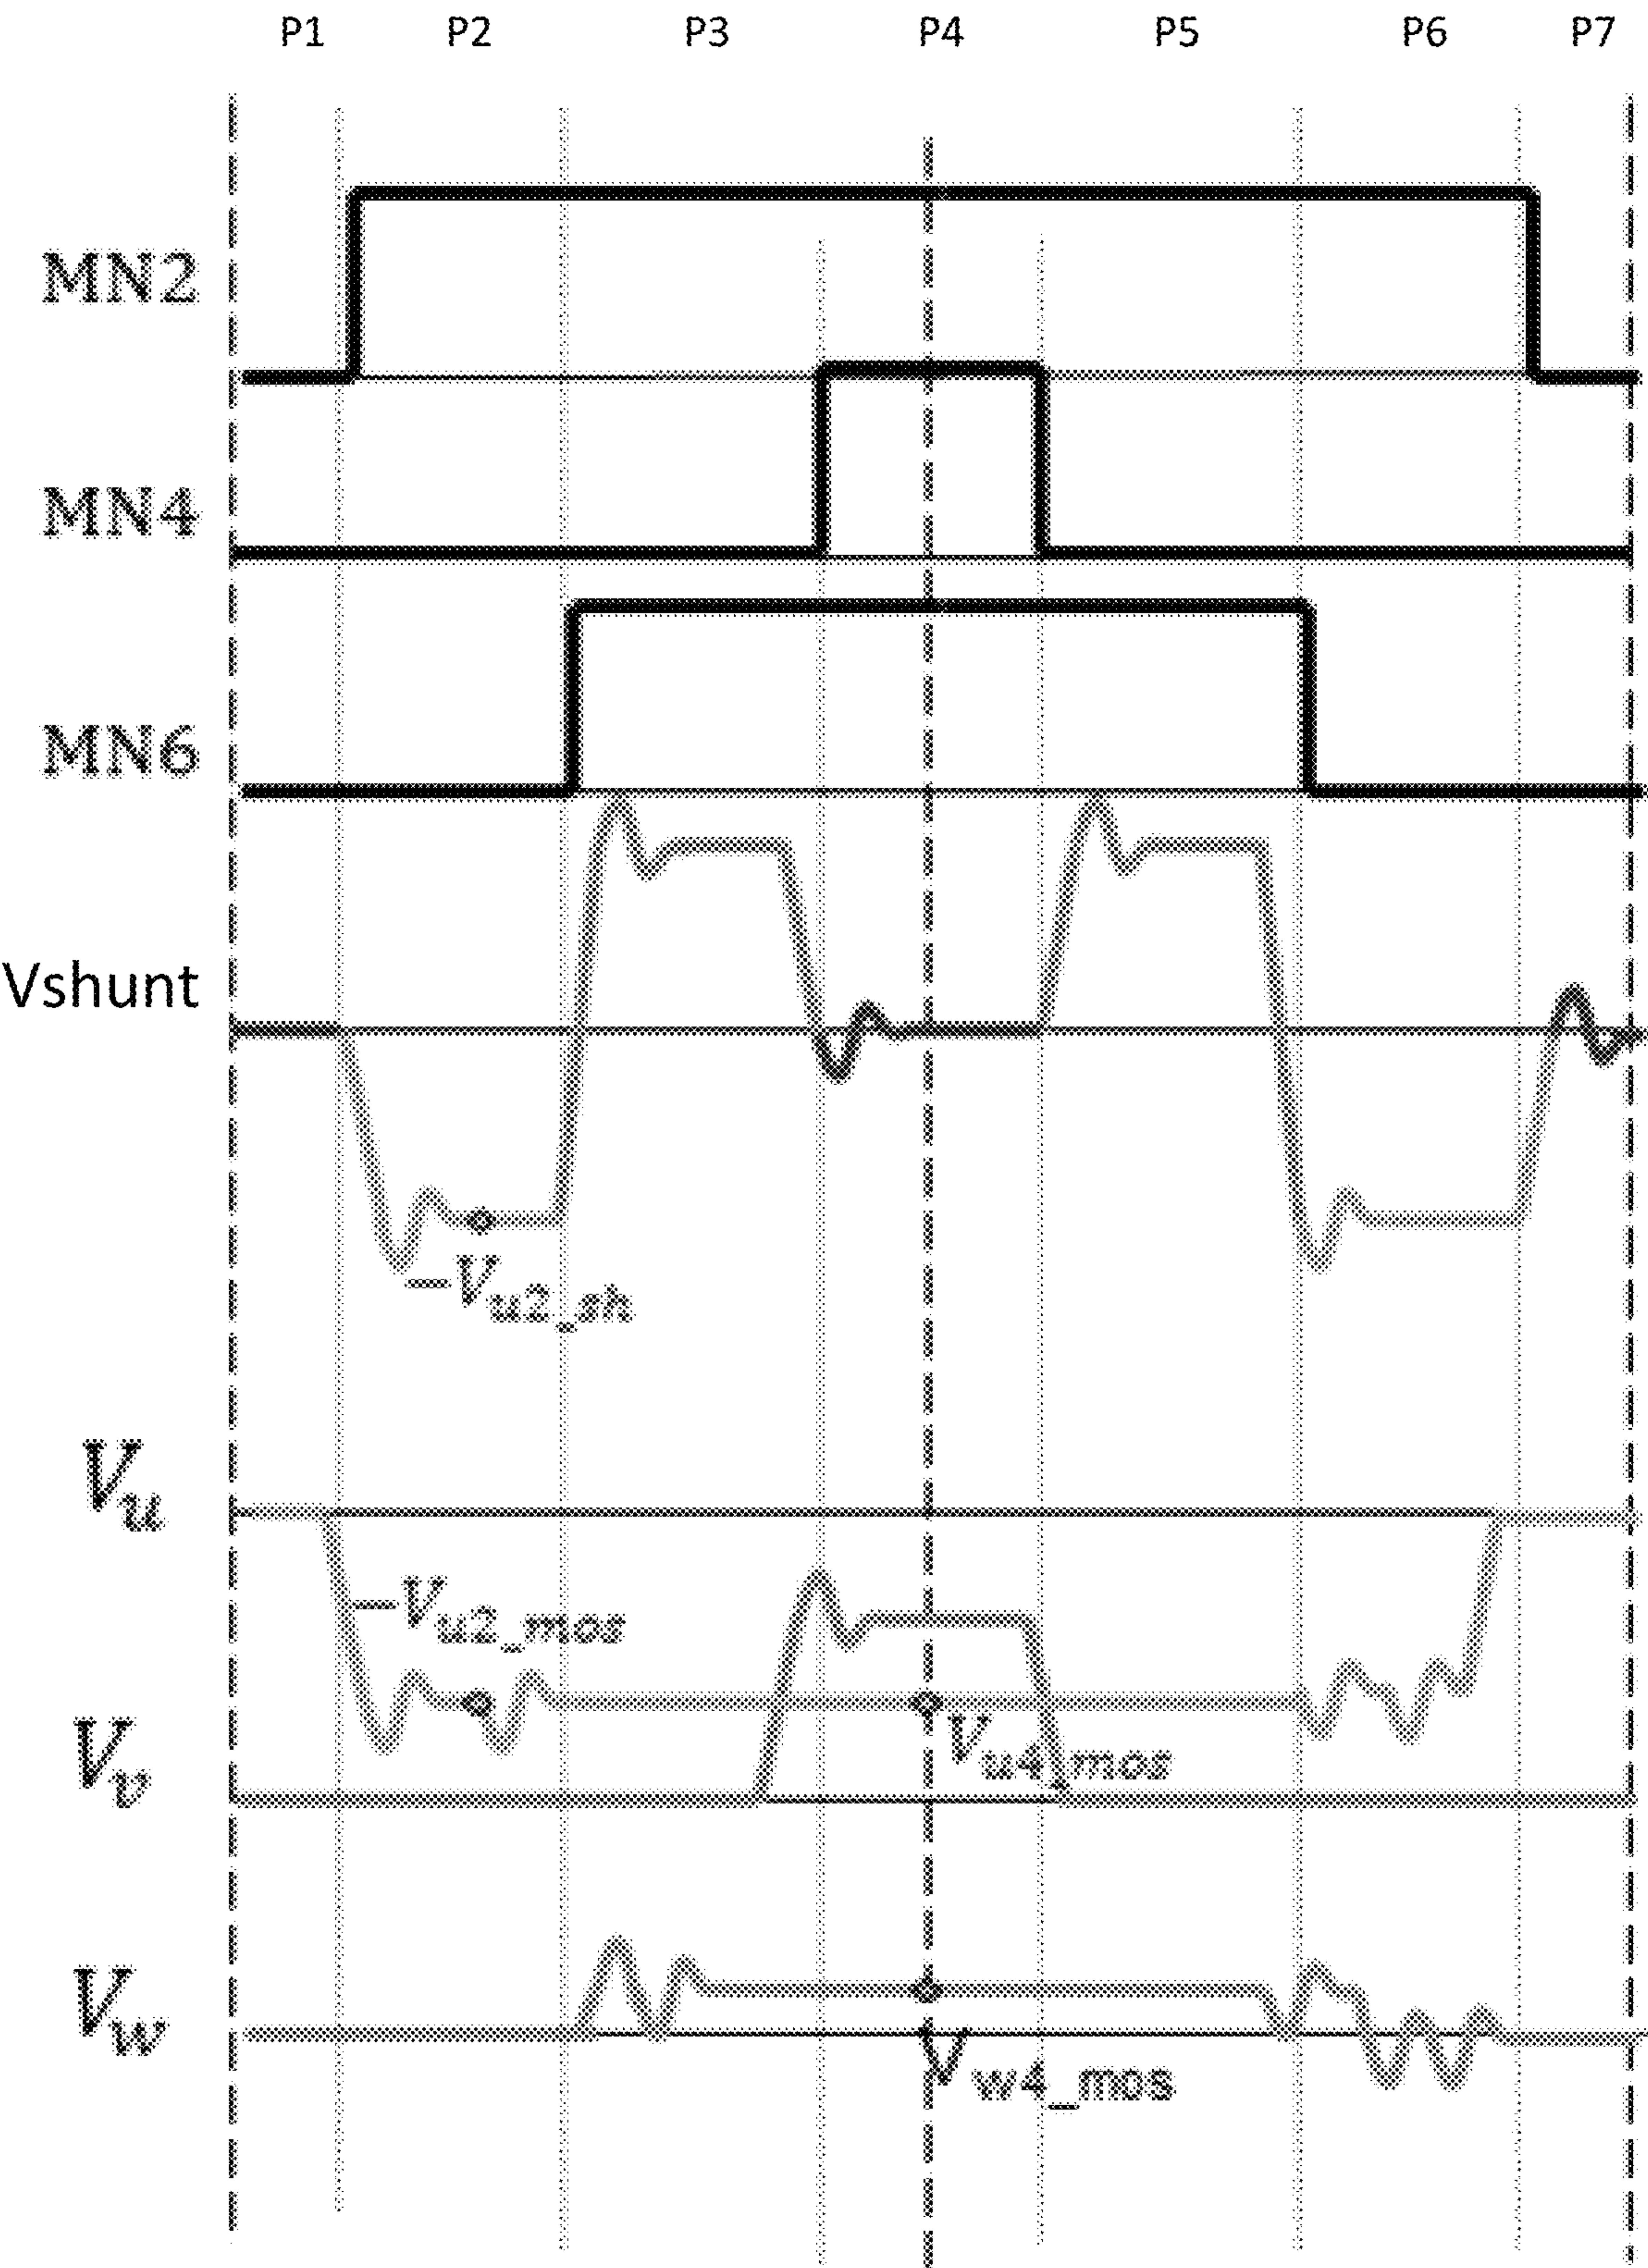 P1 P2 P3 P4 P5 P6 P7
MN2
MN4
MN6
Vshunt
−Vu2_sh
Vu
−Vu2_mos
Vv
Vu4_mos
Vw
Vw4_mos